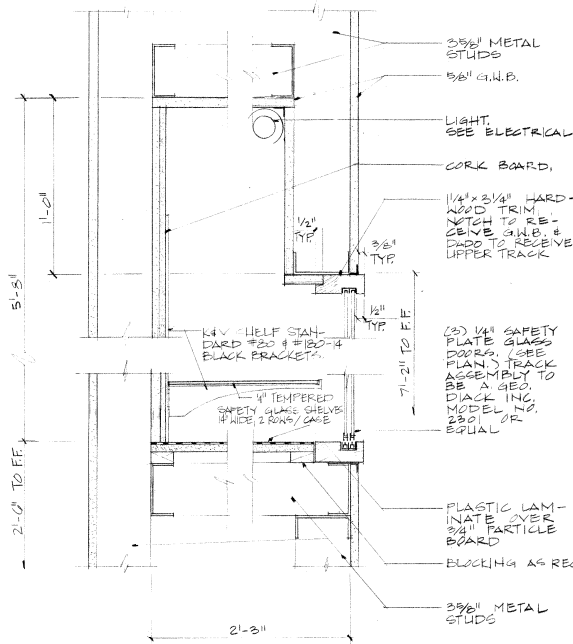 3 5/8" METAL
STUDS
5/8" G.W.B.
LIGHT.
SEE ELECTRICAL
CORK BOARD.
1 1/4" x 3 1/4" HARD-
WOOD TRIM,
NOTCH TO RE-
CEIVE G.W.B. &
DADO TO RECEIVE
UPPER TRACK
1'-0"
1/2"
TYP.
3/8"
TYP.
1/2"
TYP.
5'-8"
K&V SHELF STAN-
DARD #80 & #180-14
BLACK BRACKETS.
7'-2" TO F.F.
(3) 1/4" SAFETY
PLATE GLASS
DOORS. (SEE
PLAN.) TRACK
ASSEMBLY TO
BE A GEO.
DIACK INC.
MODEL NO.
2301 OR
EQUAL
1/4" TEMPERED
SAFETY GLASS SHELVES
14" WIDE, 2 ROWS/CASE
2'-6" TO F.F.
PLASTIC LAM-
INATE OVER
3/4" PARTICLE
BOARD
BLOCKING AS REQ
3 5/8" METAL
STUDS
2'-3"